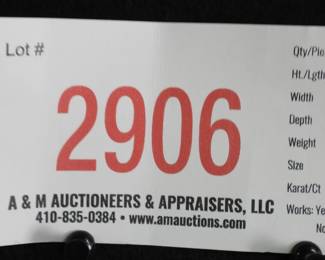 Lot #
2906
A & M AUCTIONEERS & APPRAISERS, LLC
410-835-0384 • www.amauctions.com
Qty/Pie
Ht./Lgth
Width
Depth
Weight
Size
Karat/Ct
Works: Ye
No